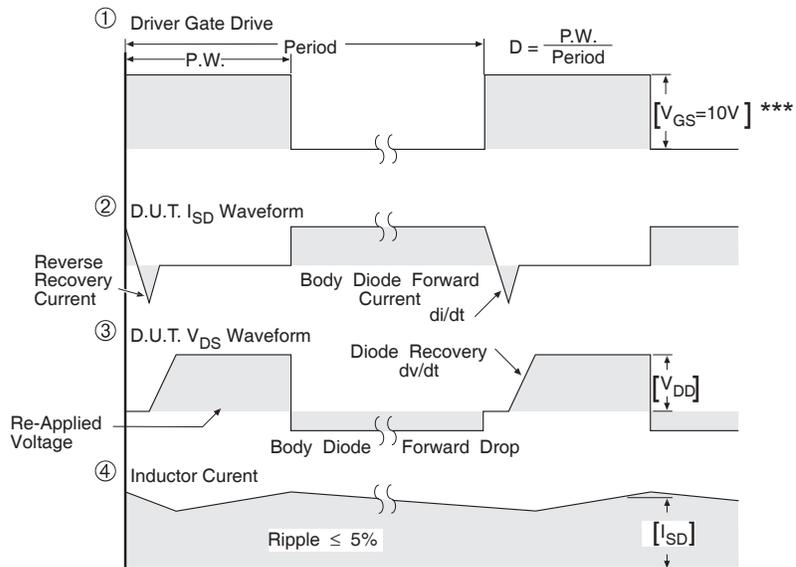 ① Driver Gate Drive
Period
P.W.
D = P.W. / Period
[VGS=10V] ***
② D.U.T. ISD Waveform
Reverse
Recovery
Current
Body Diode Forward
Current
di/dt
③ D.U.T. VDS Waveform
Diode Recovery
dv/dt
[VDD]
Re-Applied
Voltage
Body Diode Forward Drop
④ Inductor Curent
Ripple ≤ 5%
[ISD]